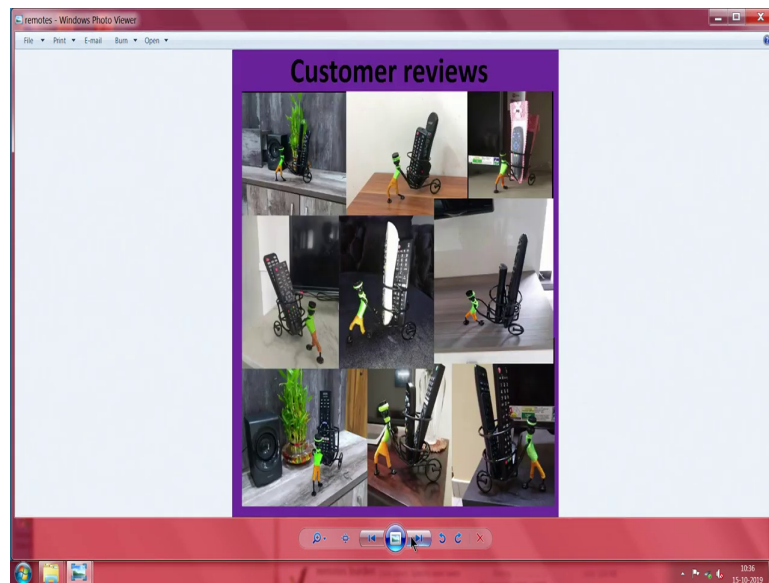 remotes - Windows Photo Viewer
File Print E-mail Burn Open
Customer reviews
10:36
15-10-2019